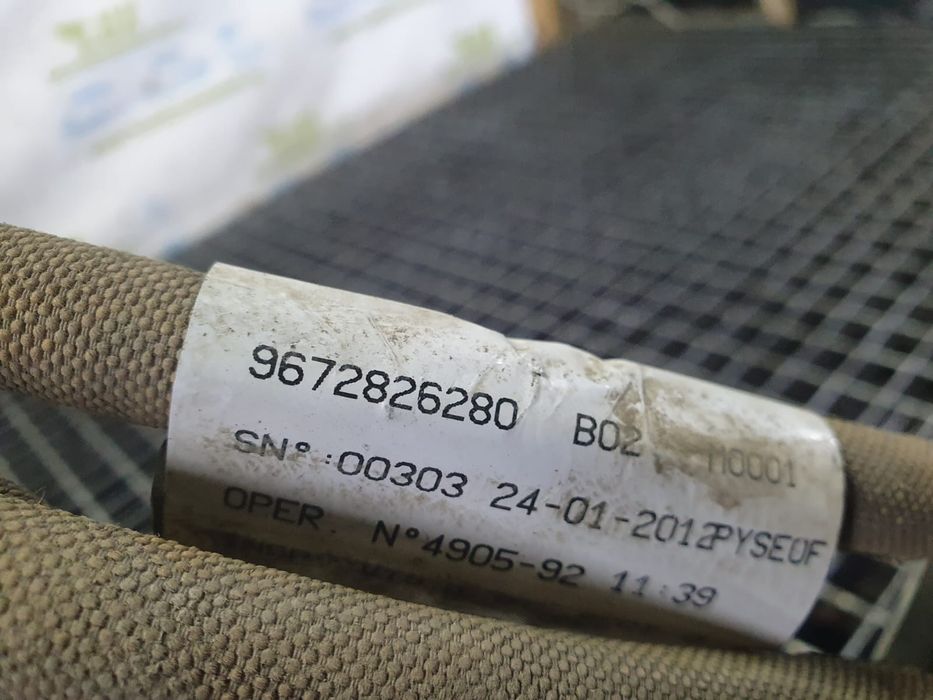 9672826280 B02 M0001
SN° :00303 24-01-2012PYSEOF
OPER. N°4905-92 11:39